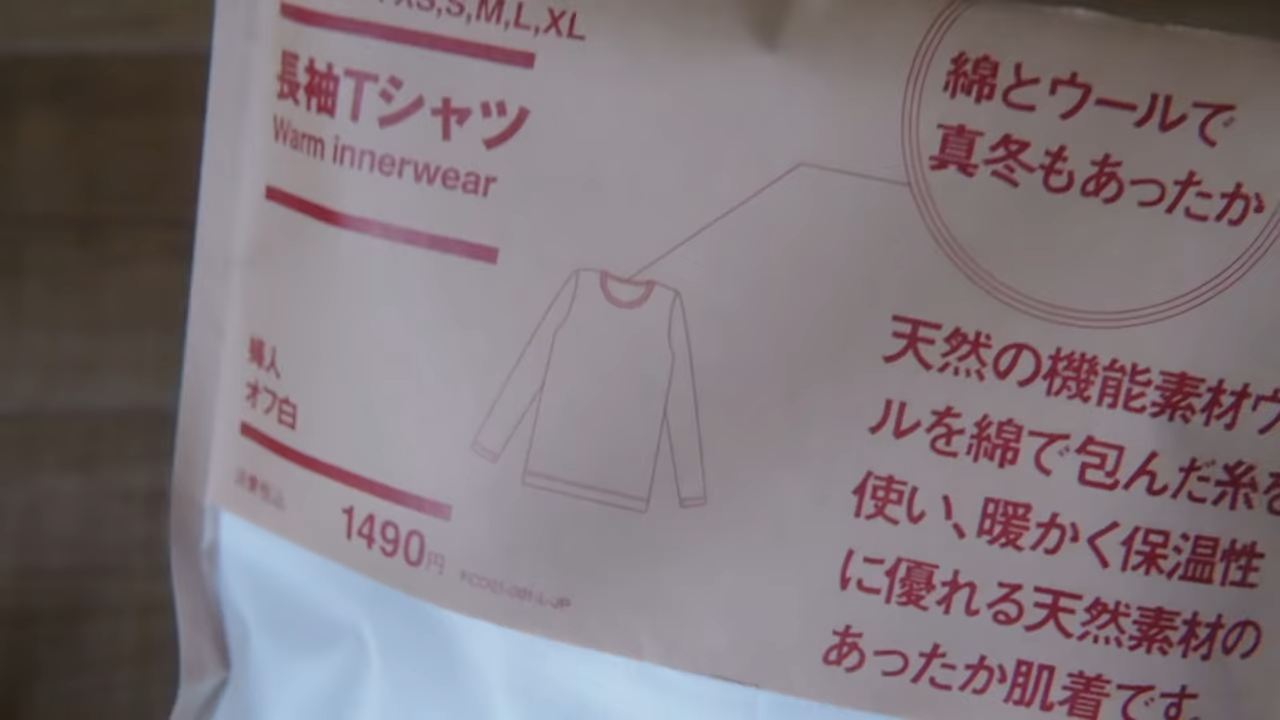 XS,S,M,L,XL
長袖Tシャツ
Warm innerwear
婦人
オフ白
1490円
綿とウールで
真冬もあったか
天然の機能素材ウ
ルを綿で包んだ糸を
使い、暖かく保温性
に優れる天然素材の
あったか肌着です。